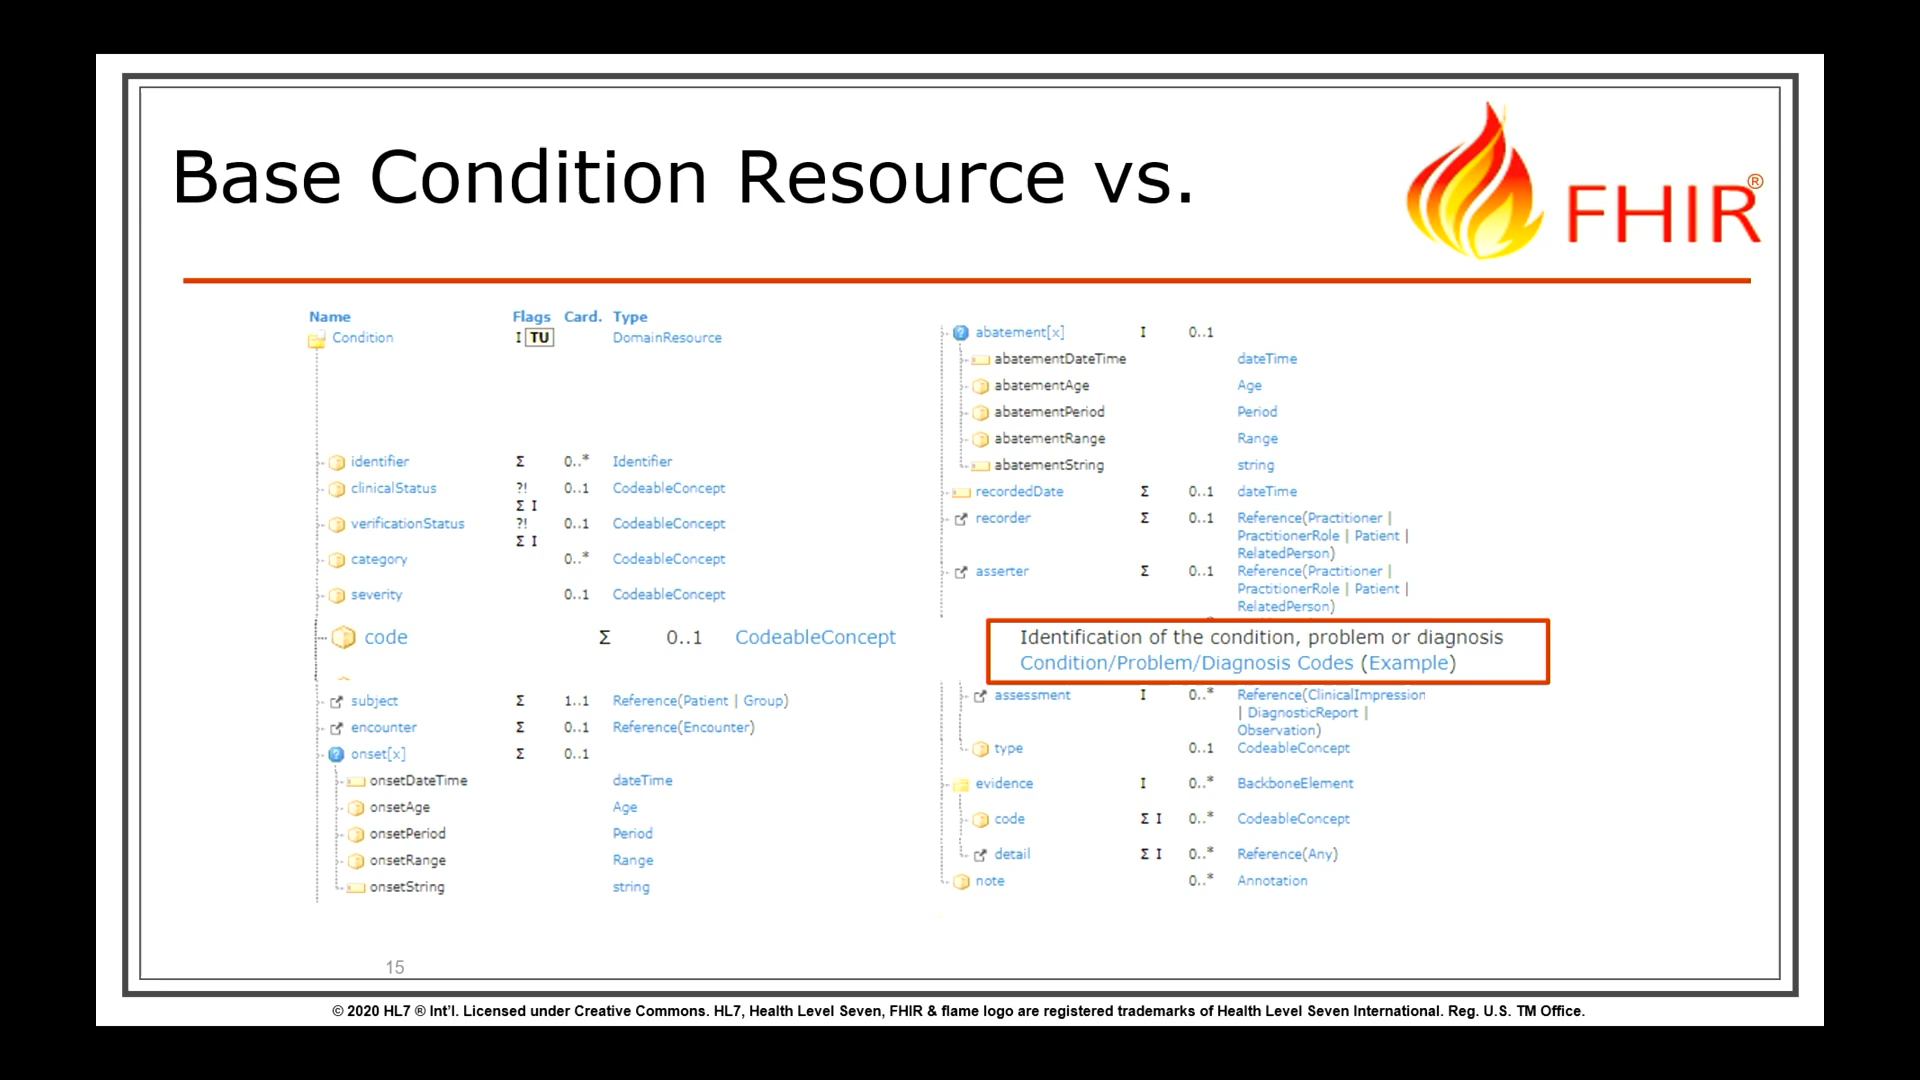 Base Condition Resource vs.
FHIR®
Name Flags Card. Type
Condition I TU DomainResource
identifier Σ 0..* Identifier
clinicalStatus ?! 0..1 CodeableConcept
Σ I
verificationStatus ?! 0..1 CodeableConcept
Σ I
category 0..* CodeableConcept
severity 0..1 CodeableConcept
code Σ 0..1 CodeableConcept
subject Σ 1..1 Reference(Patient | Group)
encounter Σ 0..1 Reference(Encounter)
onset[x] Σ 0..1
onsetDateTime dateTime
onsetAge Age
onsetPeriod Period
onsetRange Range
onsetString string
abatement[x] I 0..1
abatementDateTime dateTime
abatementAge Age
abatementPeriod Period
abatementRange Range
abatementString string
recordedDate Σ 0..1 dateTime
recorder Σ 0..1 Reference(Practitioner |
PractitionerRole | Patient |
RelatedPerson)
asserter Σ 0..1 Reference(Practitioner |
PractitionerRole | Patient |
RelatedPerson)
Identification of the condition, problem or diagnosis
Condition/Problem/Diagnosis Codes (Example)
assessment I 0..* Reference(ClinicalImpression
| DiagnosticReport |
Observation)
type 0..1 CodeableConcept
evidence I 0..* BackboneElement
code Σ I 0..* CodeableConcept
detail Σ I 0..* Reference(Any)
note 0..* Annotation
15
© 2020 HL7 ® Int'l. Licensed under Creative Commons. HL7, Health Level Seven, FHIR & flame logo are registered trademarks of Health Level Seven International. Reg. U.S. TM Office.